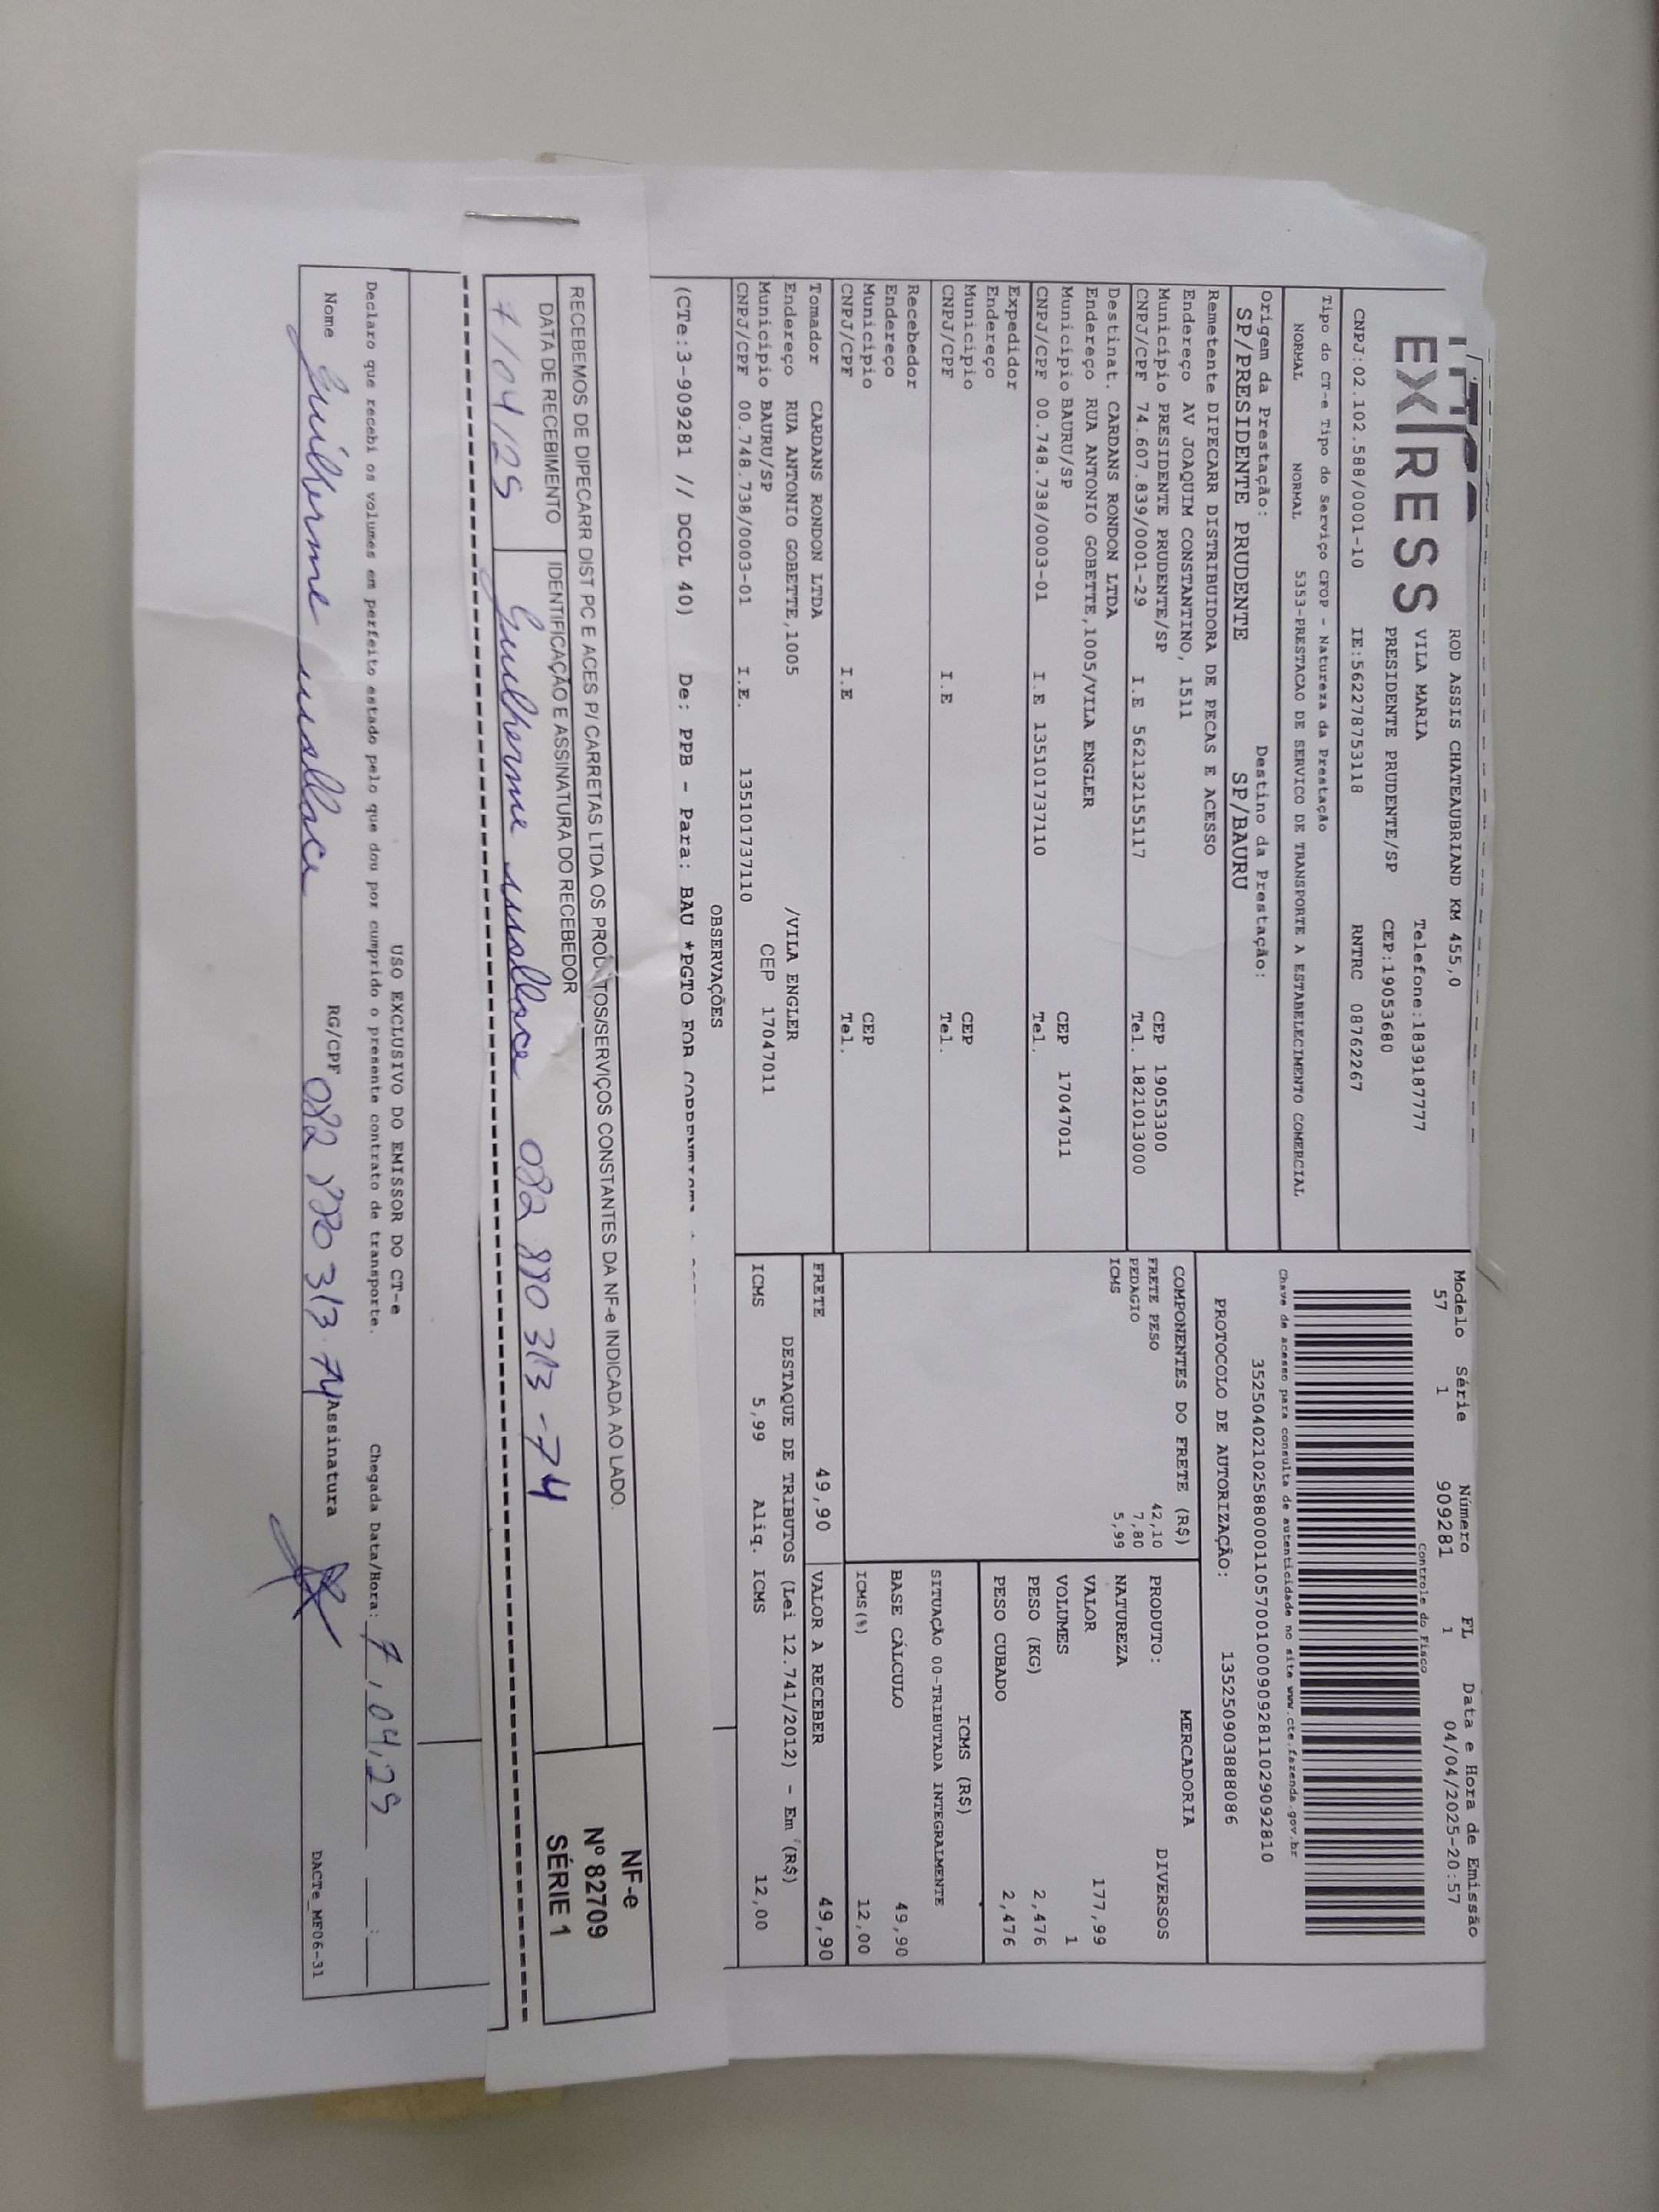 EXPRESS
ROD ASSIS CHATEAUBRIAND KM 455,0
VILA MARIA Telefone:1839187777
PRESIDENTE PRUDENTE/SP CEP:19053680
CNPJ:02.102.588/0001-10 IE:562278753118 RNTRC 08762267
Modelo Série Número FL Data e Hora de Emissão
57 1 909281 1 04/04/2025-20:57
Controle do Fisco
Chave de acesso para consulta de autenticidade no site www.cte.fazenda.gov.br
35250402102588000110570010009092811029092810
PROTOCOLO DE AUTORIZAÇÃO: 135250903888086
Tipo do CT-e Tipo do Serviço CFOP - Natureza da Prestação
NORMAL NORMAL 5353-PRESTACAO DE SERVICO DE TRANSPORTE A ESTABELECIMENTO COMERCIAL
Origem da Prestação: Destino da Prestação:
SP/PRESIDENTE PRUDENTE SP/BAURU
Remetente DIPECARR DISTRIBUIDORA DE PECAS E ACESSO
Endereço AV JOAQUIM CONSTANTINO, 1511
Município PRESIDENTE PRUDENTE/SP CEP 19053300
CNPJ/CPF 74.607.839/0001-29 I.E 562132155117 Tel. 1821013000
Destinat. CARDANS RONDON LTDA
Endereço RUA ANTONIO GOBETTE,1005/VILA ENGLER
Município BAURU/SP CEP 17047011
CNPJ/CPF 00.748.738/0003-01 I.E 135101737110 Tel.
Expedidor
Endereço
Município CEP
CNPJ/CPF I.E Tel.
Recebedor
Endereço
Município CEP
CNPJ/CPF I.E Tel.
Tomador CARDANS RONDON LTDA
Endereço RUA ANTONIO GOBETTE,1005 /VILA ENGLER
Município BAURU/SP CEP 17047011
CNPJ/CPF 00.748.738/0003-01 I.E. 135101737110
COMPONENTES DO FRETE (R$)
FRETE PESO 42,10
PEDAGIO 7,80
ICMS 5,99
MERCADORIA
PRODUTO: DIVERSOS
NATUREZA
VALOR 177,99
VOLUMES 1
PESO (KG) 2,476
PESO CUBADO 2,476
ICMS (R$)
SITUAÇÃO 00-TRIBUTADA INTEGRALMENTE
BASE CÁLCULO 49,90
ICMS(%) 12,00
FRETE 49,90 VALOR A RECEBER 49,90
DESTAQUE DE TRIBUTOS (Lei 12.741/2012) - Em (R$)
ICMS 5,99 Aliq. ICMS 12,00
OBSERVAÇÕES
(CTe:3-909281 // DCOL 40) De: PPB - Para: BAU *PGTO FOR
RECEBEMOS DE DIPECARR DIST PC E ACES P/ CARRETAS LTDA OS PRODUTOS/SERVIÇOS CONSTANTES DA NF-e INDICADA AO LADO.
DATA DE RECEBIMENTO IDENTIFICAÇÃO E ASSINATURA DO RECEBEDOR
7/04/25 Guilherme 082 880 313-74
NF-e
Nº 82709
SÉRIE 1
USO EXCLUSIVO DO EMISSOR DO CT-e
Declaro que recebi os volumes em perfeito estado pelo que dou por cumprido o presente contrato de transporte. Chegada Data/Hora: 7,04,25 __:__
Nome Guilherme RG/CPF 082 880 313.74 Assinatura
DACTe_MF06-31